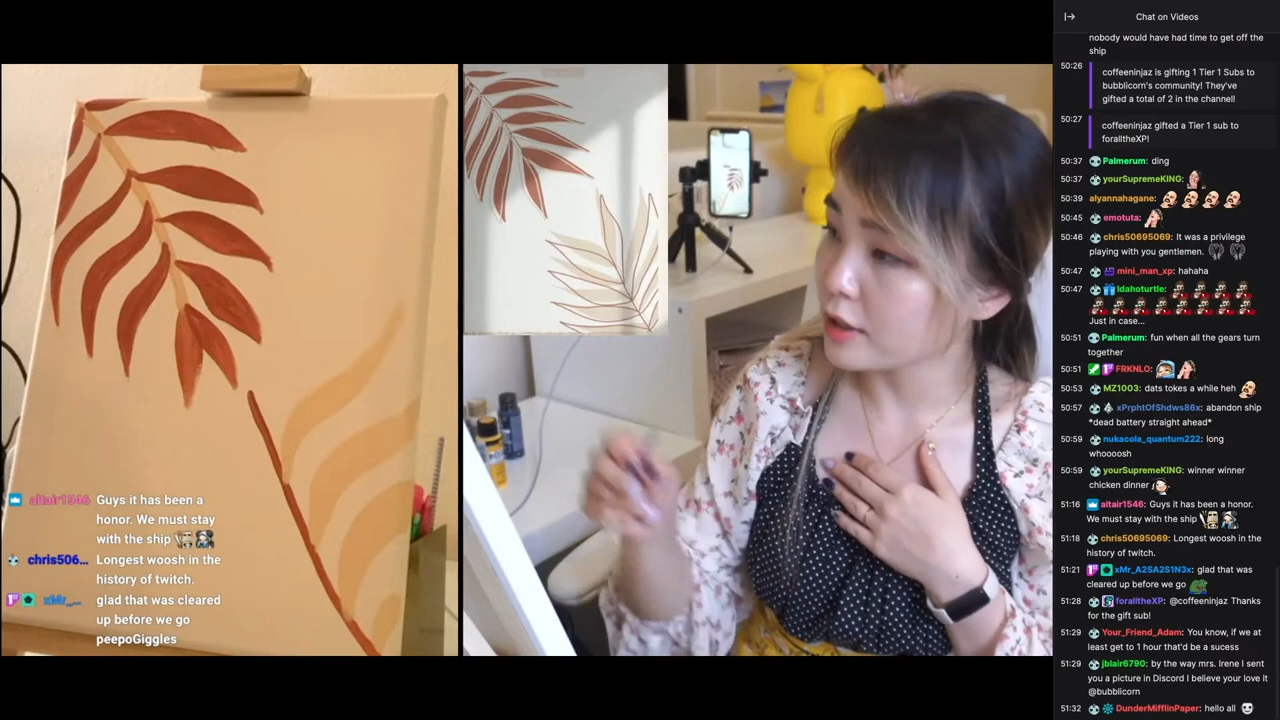 Chat on Videos
nobody would have had time to get off the
ship
50:26
coffeeninjaz is gifting 1 Tier 1 Subs to
bubblicorn's community! They've
gifted a total of 2 in the channel!
50:27
coffeeninjaz gifted a Tier 1 sub to
foralltheXP!
50:37 Palmerum: ding
50:37 yourSupremeKING:
50:39 alyannahagane:
50:45 emotuta:
50:46 chris50695069: It was a privilege
playing with you gentlemen.
50:47 mini_man_xp: hahaha
50:47 Idahoturtle:
Just in case...
50:51 Palmerum: fun when all the gears turn
together
50:51 FRKNLO:
50:53 MZ1003: dats tokes a while heh
50:57 xPrphtOfShdws86x: abandon ship
*dead battery straight ahead*
50:59 nukacola_quantum222: long
whoooosh
50:59 yourSupremeKING: winner winner
chicken dinner
51:16 altair1546: Guys it has been a honor.
We must stay with the ship
51:18 chris50695069: Longest woosh in the
history of twitch.
51:21 xMr_A2SA2S1N3x: glad that was
cleared up before we go
51:28 foralltheXP: @coffeeninjaz Thanks
for the gift sub!
51:29 Your_Friend_Adam: You know, if we at
least get to 1 hour that'd be a sucess
51:29 jblair6790: by the way mrs. Irene I sent
you a picture in Discord I believe your love it
@bubblicorn
51:32 DunderMifflinPaper: hello all
altair1546 Guys it has been a
honor. We must stay
with the ship
chris506... Longest woosh in the
history of twitch.
xMr_... glad that was cleared
up before we go
peepoGiggles